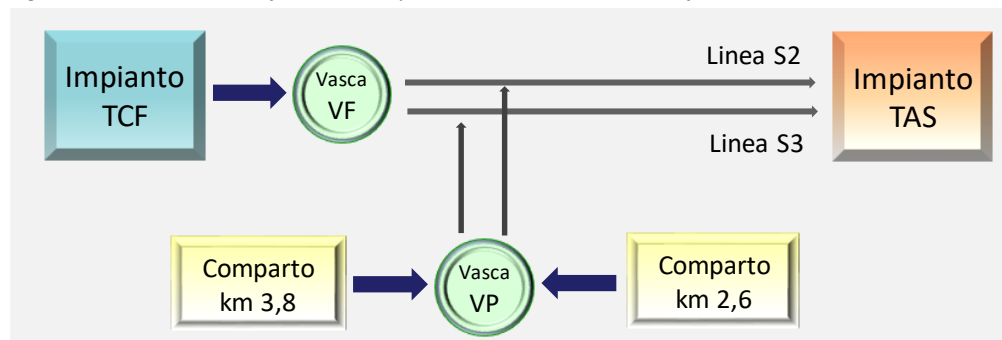 Impianto
TCF
Vasca
VF
Linea S2
Linea S3
Impianto
TAS
Comparto
km 3,8
Vasca
VP
Comparto
km 2,6